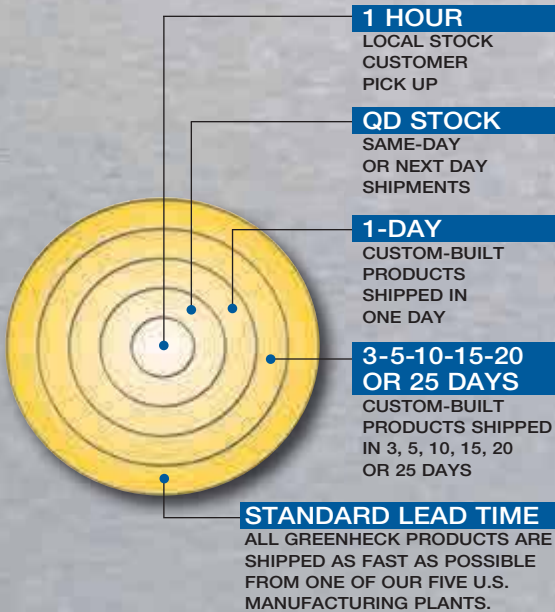 1 HOUR
LOCAL STOCK
CUSTOMER
PICK UP
QD STOCK
SAME-DAY
OR NEXT DAY
SHIPMENTS
1-DAY
CUSTOM-BUILT
PRODUCTS
SHIPPED IN
ONE DAY
3-5-10-15-20
OR 25 DAYS
CUSTOM-BUILT
PRODUCTS SHIPPED
IN 3, 5, 10, 15, 20
OR 25 DAYS
STANDARD LEAD TIME
ALL GREENHECK PRODUCTS ARE
SHIPPED AS FAST AS POSSIBLE
FROM ONE OF OUR FIVE U.S.
MANUFACTURING PLANTS.